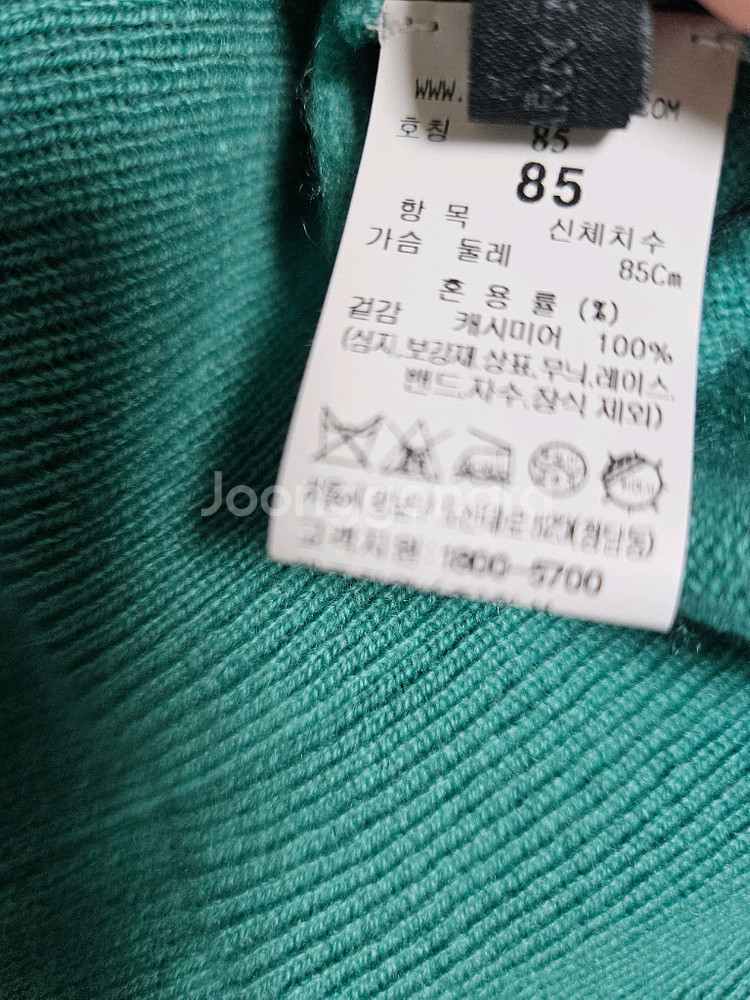 WWW.
COM
호칭 85
85
항 목 신체치수
가슴 둘레 85Cm
혼 용 률 (%)
겉감 캐시미어 100%
(심지,보강재,상표,무늬,레이스,
밴드,자수,장식 제외)
Joonggonara
고객지원 1800-5700